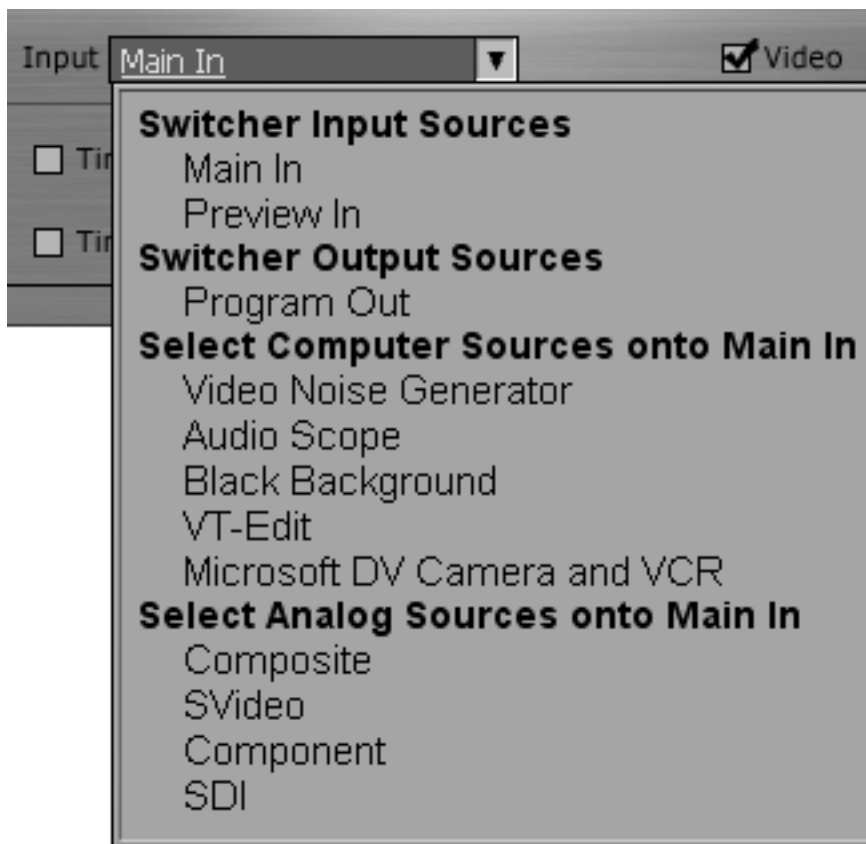 Input Main In Video
Switcher Input Sources
Main In
Tim
Preview In
Tim
Switcher Output Sources
Program Out
Select Computer Sources onto Main In
Video Noise Generator
Audio Scope
Black Background
VT-Edit
Microsoft DV Camera and VCR
Select Analog Sources onto Main In
Composite
SVideo
Component
SDI